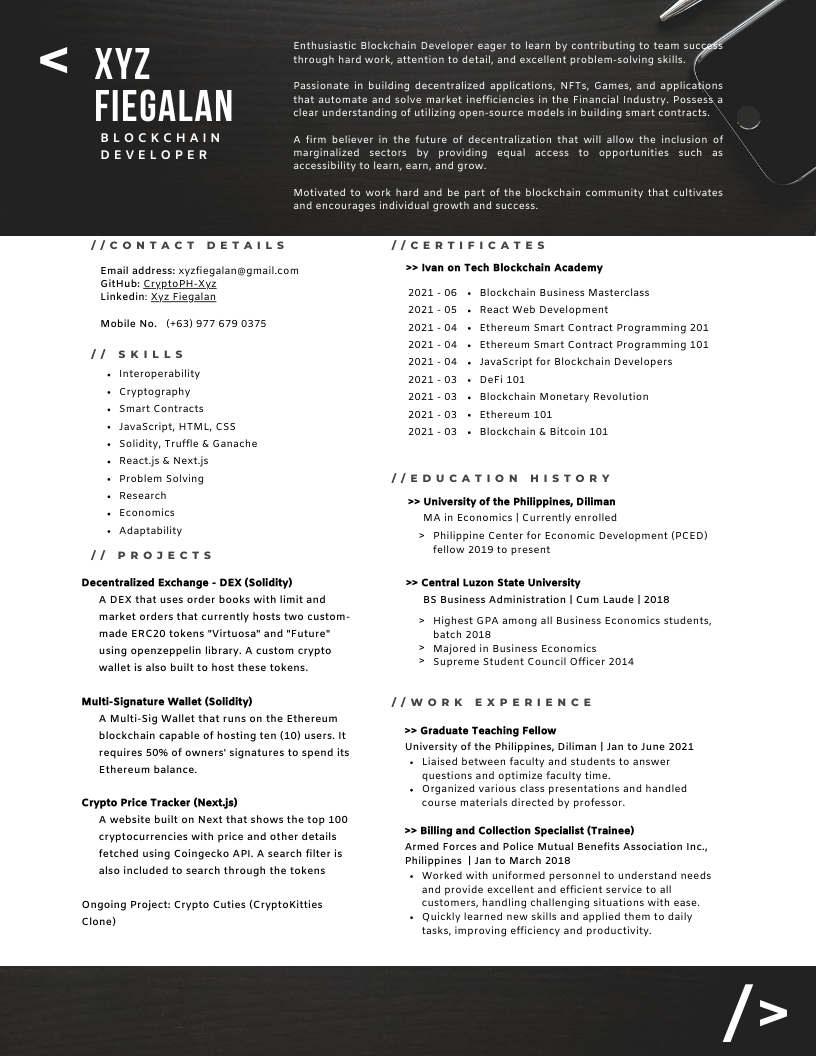 <
XYZ
FIEGALAN
BLOCKCHAIN
DEVELOPER
Enthusiastic Blockchain Developer eager to learn by contributing to team success
through hard work, attention to detail, and excellent problem-solving skills.
Passionate in building decentralized applications, NFTs, Games, and applications
that automate and solve market inefficiencies in the Financial Industry. Possess a
clear understanding of utilizing open-source models in building smart contracts.
A firm believer in the future of decentralization that will allow the inclusion of
marginalized sectors by providing equal access to opportunities such as
accessibility to learn, earn, and grow.
Motivated to work hard and be part of the blockchain community that cultivates
and encourages individual growth and success.
//CONTACT DETAILS
Email address: xyzfiegalan@gmail.com
GitHub: CryptoPH-Xyz
Linkedin: Xyz Fiegalan
Mobile No. (+63) 977 679 0375
// SKILLS
• Interoperability
• Cryptography
• Smart Contracts
• JavaScript, HTML, CSS
• Solidity, Truffle & Ganache
• React.js & Next.js
• Problem Solving
• Research
• Economics
• Adaptability
// PROJECTS
Decentralized Exchange - DEX (Solidity)
A DEX that uses order books with limit and
market orders that currently hosts two custom-
made ERC20 tokens "Virtuosa" and "Future"
using openzeppelin library. A custom crypto
wallet is also built to host these tokens.
Multi-Signature Wallet (Solidity)
A Multi-Sig Wallet that runs on the Ethereum
blockchain capable of hosting ten (10) users. It
requires 50% of owners' signatures to spend its
Ethereum balance.
Crypto Price Tracker (Next.js)
A website built on Next that shows the top 100
cryptocurrencies with price and other details
fetched using Coingecko API. A search filter is
also included to search through the tokens
Ongoing Project: Crypto Cuties (CryptoKitties
Clone)
//CERTIFICATES
>> Ivan on Tech Blockchain Academy
2021 - 06 • Blockchain Business Masterclass
2021 - 05 • React Web Development
2021 - 04 • Ethereum Smart Contract Programming 201
2021 - 04 • Ethereum Smart Contract Programming 101
2021 - 04 • JavaScript for Blockchain Developers
2021 - 03 • DeFi 101
2021 - 03 • Blockchain Monetary Revolution
2021 - 03 • Ethereum 101
2021 - 03 • Blockchain & Bitcoin 101
//EDUCATION HISTORY
>> University of the Philippines, Diliman
MA in Economics | Currently enrolled
> Philippine Center for Economic Development (PCED)
fellow 2019 to present
>> Central Luzon State University
BS Business Administration | Cum Laude | 2018
> Highest GPA among all Business Economics students,
batch 2018
> Majored in Business Economics
> Supreme Student Council Officer 2014
//WORK EXPERIENCE
>> Graduate Teaching Fellow
University of the Philippines, Diliman | Jan to June 2021
• Liaised between faculty and students to answer
questions and optimize faculty time.
• Organized various class presentations and handled
course materials directed by professor.
>> Billing and Collection Specialist (Trainee)
Armed Forces and Police Mutual Benefits Association Inc.,
Philippines | Jan to March 2018
• Worked with uniformed personnel to understand needs
and provide excellent and efficient service to all
customers, handling challenging situations with ease.
• Quickly learned new skills and applied them to daily
tasks, improving efficiency and productivity.
/>